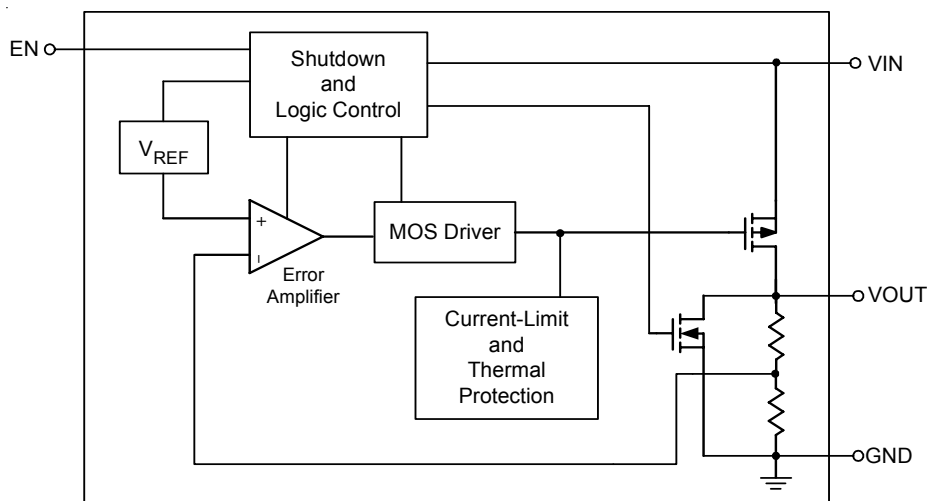 EN
Shutdown
and
Logic Control
VIN
VREF
+
MOS Driver
−
Error
Amplifier
VOUT
Current-Limit
and
Thermal
Protection
GND